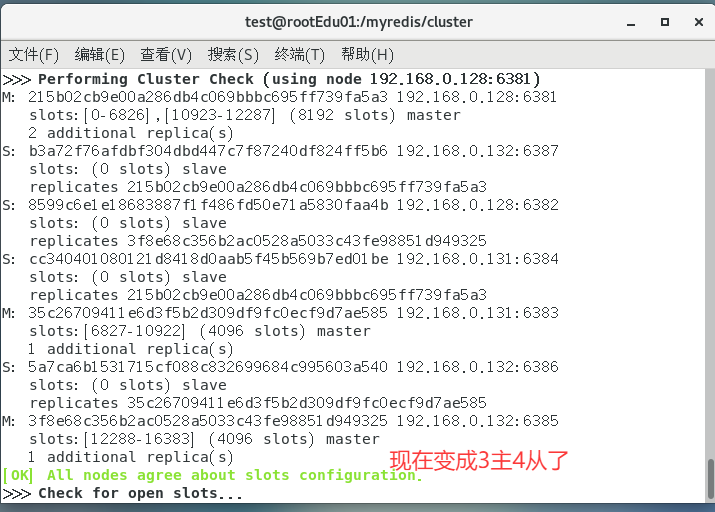 test@rootEdu01:/myredis/cluster
文件(F) 编辑(E) 查看(V) 搜索(S) 终端(T) 帮助(H)
>>> Performing Cluster Check (using node 192.168.0.128:6381)
M: 215b02cb9e00a286db4c069bbbc695ff739fa5a3 192.168.0.128:6381
slots:[0-6826],[10923-12287] (8192 slots) master
2 additional replica(s)
S: b3a72f76afdbf304dbd447c7f87240df824ff5b6 192.168.0.132:6387
slots: (0 slots) slave
replicates 215b02cb9e00a286db4c069bbbc695ff739fa5a3
S: 8599c6e1e18683887f1f486fd50e71a5830faa4b 192.168.0.128:6382
slots: (0 slots) slave
replicates 3f8e68c356b2ac0528a5033c43fe98851d949325
S: cc340401080121d8418d0aab5f45b569b7ed01be 192.168.0.131:6384
slots: (0 slots) slave
replicates 215b02cb9e00a286db4c069bbbc695ff739fa5a3
M: 35c26709411e6d3f5b2d309df9fc0ecf9d7ae585 192.168.0.131:6383
slots:[6827-10922] (4096 slots) master
1 additional replica(s)
S: 5a7ca6b1531715cf088c832699684c995603a540 192.168.0.132:6386
slots: (0 slots) slave
replicates 35c26709411e6d3f5b2d309df9fc0ecf9d7ae585
M: 3f8e68c356b2ac0528a5033c43fe98851d949325 192.168.0.132:6385
slots:[12288-16383] (4096 slots) master
1 additional replica(s)
现在变成3主4从了
[OK] All nodes agree about slots configuration.
>>> Check for open slots...